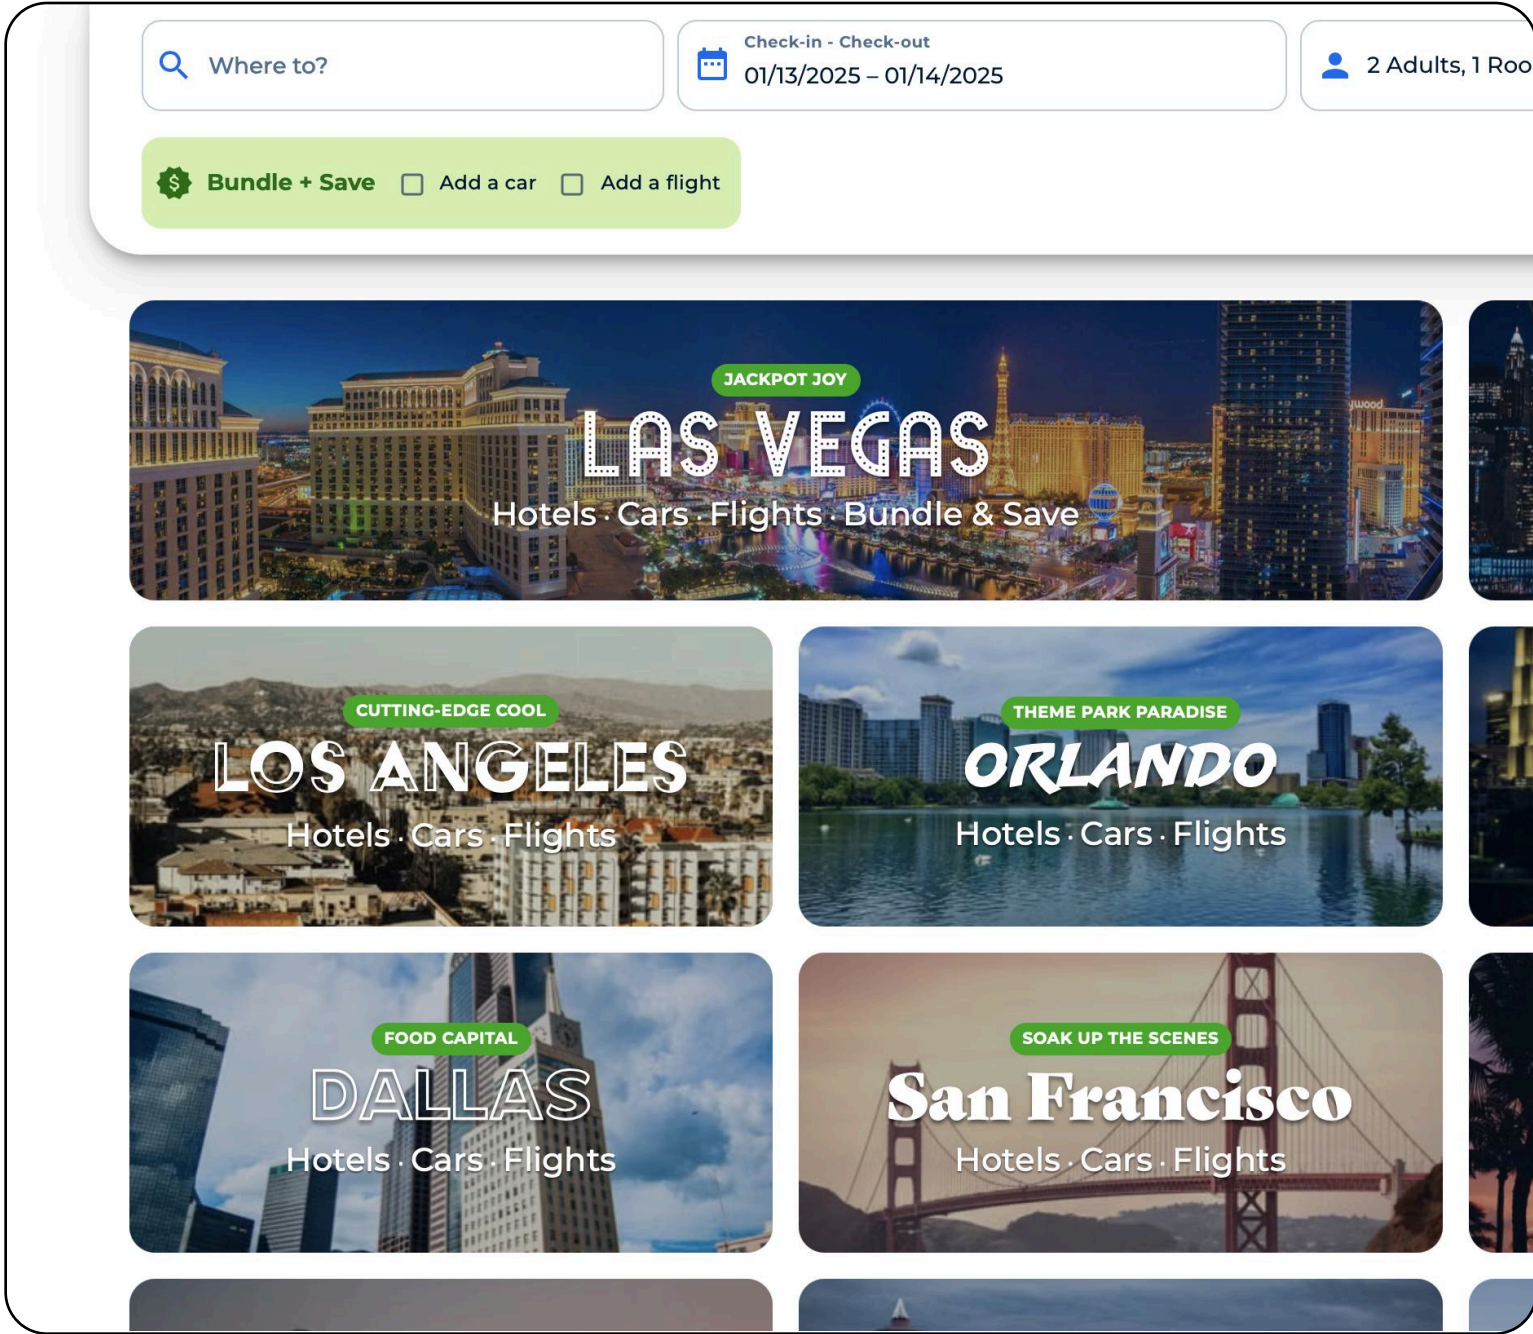 Where to?
Check-in - Check-out
01/13/2025 – 01/14/2025
2 Adults, 1 Roo
Bundle + Save
Add a car
Add a flight
JACKPOT JOY
LAS VEGAS
Hotels · Cars · Flights · Bundle & Save
ywood
CUTTING-EDGE COOL
LOS ANGELES
Hotels · Cars · Flights
THEME PARK PARADISE
ORLANDO
Hotels · Cars · Flights
FOOD CAPITAL
DALLAS
Hotels · Cars · Flights
SOAK UP THE SCENES
San Francisco
Hotels · Cars · Flights